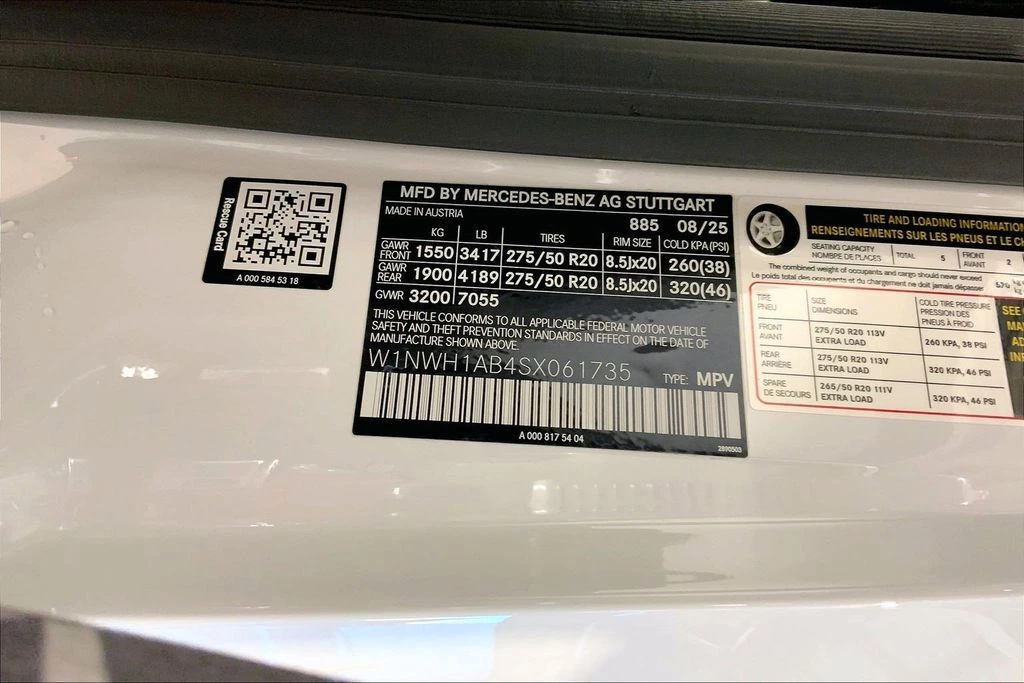 Rescue Card
A 000 584 53 18
MFD BY MERCEDES-BENZ AG STUTTGART
MADE IN AUSTRIA 885 08/25
KG LB TIRES RIM SIZE COLD KPA(PSI)
GAWR FRONT 1550 3417 275/50 R20 8.5Jx20 260(38)
GAWR REAR 1900 4189 275/50 R20 8.5Jx20 320(46)
GWR 3200 7055
THIS VEHICLE CONFORMS TO ALL APPLICABLE FEDERAL MOTOR VEHICLE
SAFETY AND THEFT PREVENTION STANDARDS IN EFFECT ON THE DATE OF
MANUFACTURE SHOWN ABOVE.
W1NWH1AB4SX061735 TYPE: MPV
A 000 817 54 04
2890503
TIRE AND LOADING INFORMATION
RENSEIGNEMENTS SUR LES PNEUS ET LE
SEATING CAPACITY TOTAL 5 FRONT 2
NOMBRE DE PLACES AVANT
The combined weight of occupants and cargo should never exceed
Le poids total des occupants et du chargement ne doit jamais dépasser
TIRE SIZE COLD TIRE PRESSURE
PNEU DIMENSIONS PRESSION DES
PNEUS À FROID
FRONT 275/50 R20 113V 260 KPA, 38 PSI
AVANT EXTRA LOAD
REAR 275/50 R20 113V 320 KPA, 46 PSI
ARRIÈRE EXTRA LOAD
SPARE 265/50 R20 111V 320 KPA, 46 PSI
DE SECOURS EXTRA LOAD
SEE